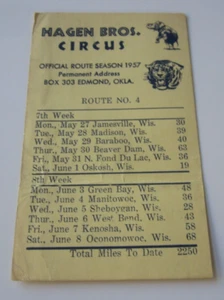 HAGEN BROS.
CIRCUS
OFFICIAL ROUTE SEASON 1957
Permanent Address
BOX 303 EDMOND, OKLA.
ROUTE NO. 4
7th Week
Mon., May 27 Janesville, Wis. 36
Tue., May 28 Madison, Wis. 39
Wed., May 29 Baraboo, Wis. 40
Thu., May 30 Beaver Dam, Wis. 63
Fri., May 31 N. Fond Du Lac, Wis. 36
Sat., June 1 Oskosh, Wis. 19
8th Week
Mon., June 3 Green Bay, Wis. 48
Tue., June 4 Manitowoc, Wis. 36
Wed., June 5 Sheboygan, Wis. 28
Thu., June 6 West Bend, Wis. 43
Fri., June 7 Kenosha, Wis. 58
Sat., June 8 Oconomowoc, Wis. 68
Total Miles To Date 2250